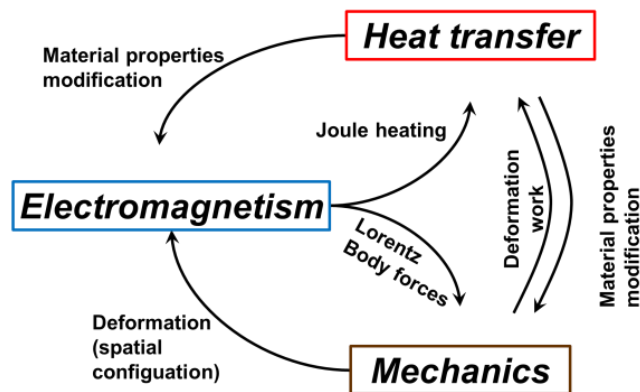 Heat transfer
Material properties
modification
Joule heating
Electromagnetism
Lorentz
Body forces
Deformation
work
Material properties
modification
Deformation
(spatial
configuation)
Mechanics